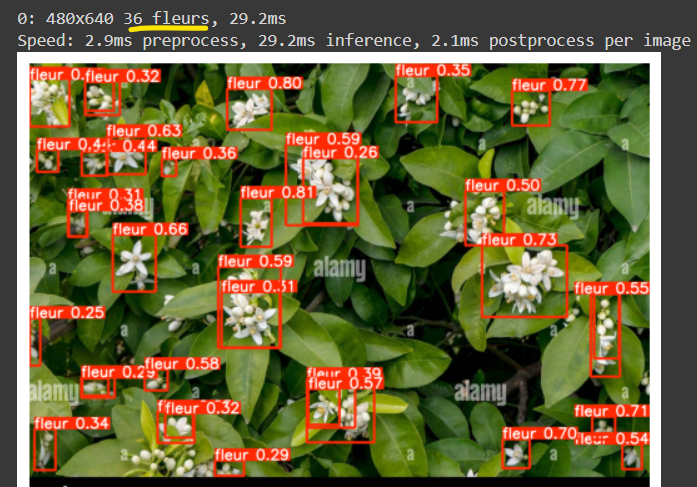 0: 480x640 36 fleurs, 29.2ms
Speed: 2.9ms preprocess, 29.2ms inference, 2.1ms postprocess per image
fleur 0. fleur 0.32
fleur 0.80
fleur 0.35
fleur 0.77
fleur 0.63
fleur 0.44 0.44
fleur 0.36
fleur 0.59
fleur 0.26
fleur 0.31
fleur 0.38
fleur 0.81
fleur 0.50
alamy
fleur 0.66
fleur 0.73
fleur 0.59
alamy
fleur 0.31
fleur 0.55
fleur 0.25
fleur 0.29
fleur 0.58
fleur 0.39
fleur 0.57
alamy
alamy
fleur 0.32
fleur 0.34
fleur 0.71
fleur 0.70
fleur 0.54
fleur 0.29